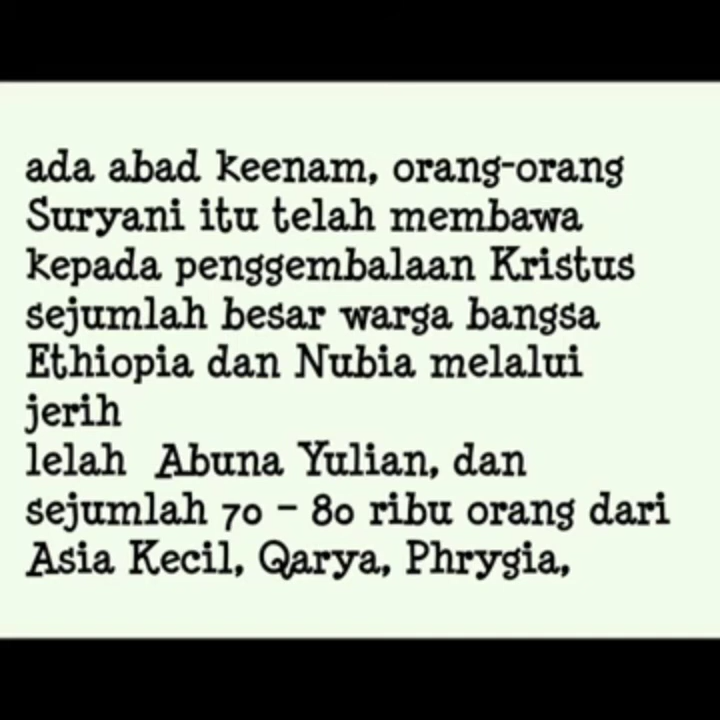 ada abad keenam, orang-orang
Suryani itu telah membawa
kepada penggembalaan Kristus
sejumlah besar warga bangsa
Ethiopia dan Nubia melalui
jerih
lelah  Abuna Yulian, dan
sejumlah 70 – 80 ribu orang dari
Asia Kecil, Qarya, Phrygia,